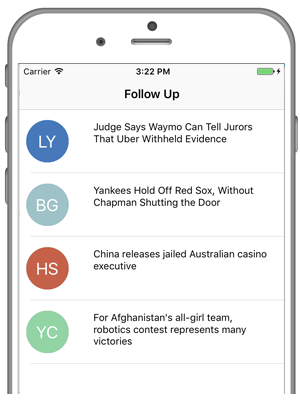 Carrier 3:22 PM
Follow Up
LY
Judge Says Waymo Can Tell Jurors
That Uber Withheld Evidence
BG
Yankees Hold Off Red Sox, Without
Chapman Shutting the Door
HS
China releases jailed Australian casino
executive
YC
For Afghanistan's all-girl team,
robotics contest represents many
victories